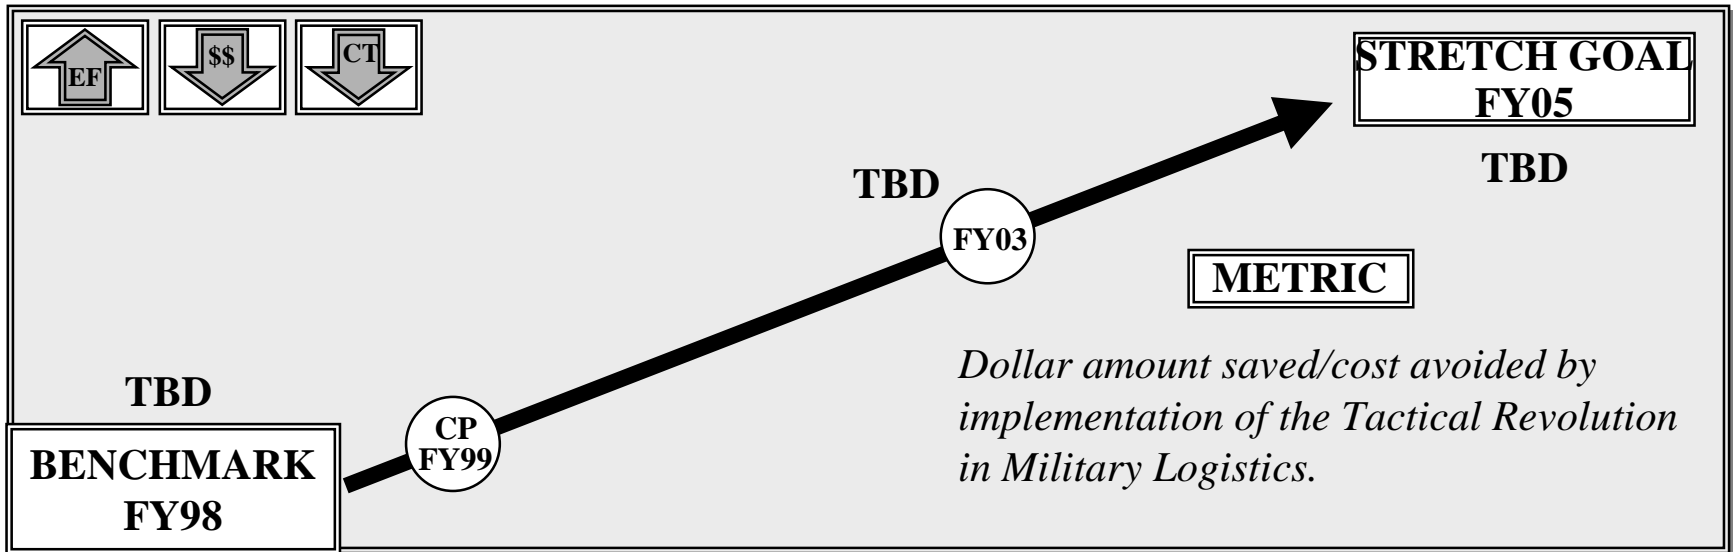 EF
$$
CT
STRETCH GOAL
FY05
TBD
TBD
FY03
METRIC
Dollar amount saved/cost avoided by
implementation of the Tactical Revolution
in Military Logistics.
TBD
CP
FY99
BENCHMARK
FY98